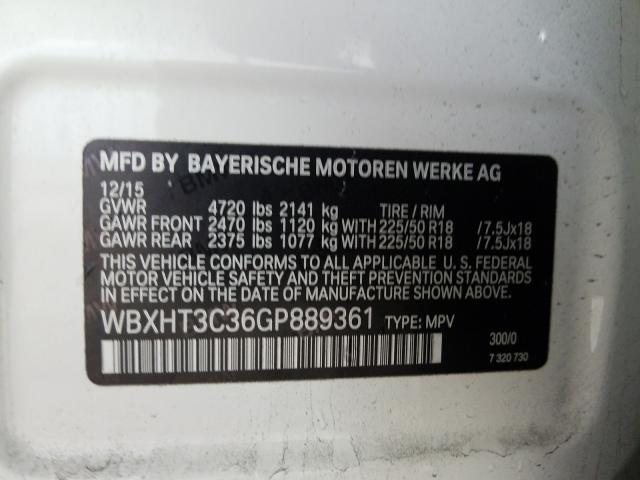 MFD BY BAYERISCHE MOTOREN WERKE AG
12/15
GVWR 4720 lbs 2141 kg TIRE / RIM
GAWR FRONT 2470 lbs 1120 kg WITH 225/50 R18 /7.5Jx18
GAWR REAR 2375 lbs 1077 kg WITH 225/50 R18 /7.5Jx18
THIS VEHICLE CONFORMS TO ALL APPLICABLE U. S. FEDERAL
MOTOR VEHICLE SAFETY AND THEFT PREVENTION STANDARDS
IN EFFECT ON THE DATE OF MANUFACTURE SHOWN ABOVE.
WBXHT3C36GP889361 TYPE: MPV
300/0
7 320 730